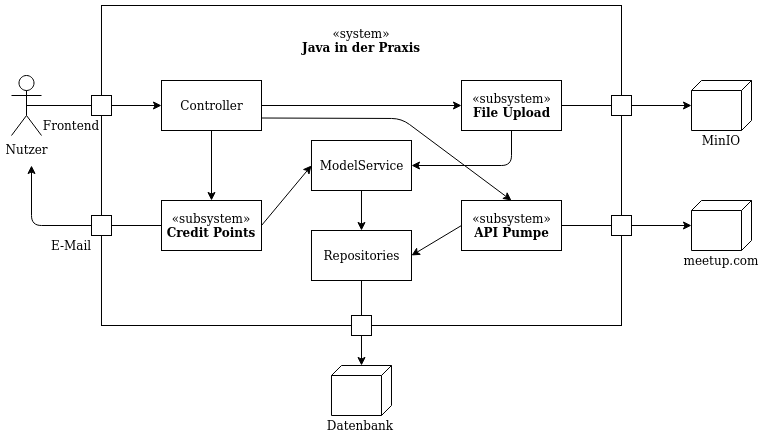 «system»
Java in der Praxis
Controller
«subsystem»
File Upload
Frontend
Nutzer
MinIO
ModelService
«subsystem»
Credit Points
«subsystem»
API Pumpe
E-Mail
Repositories
meetup.com
Datenbank